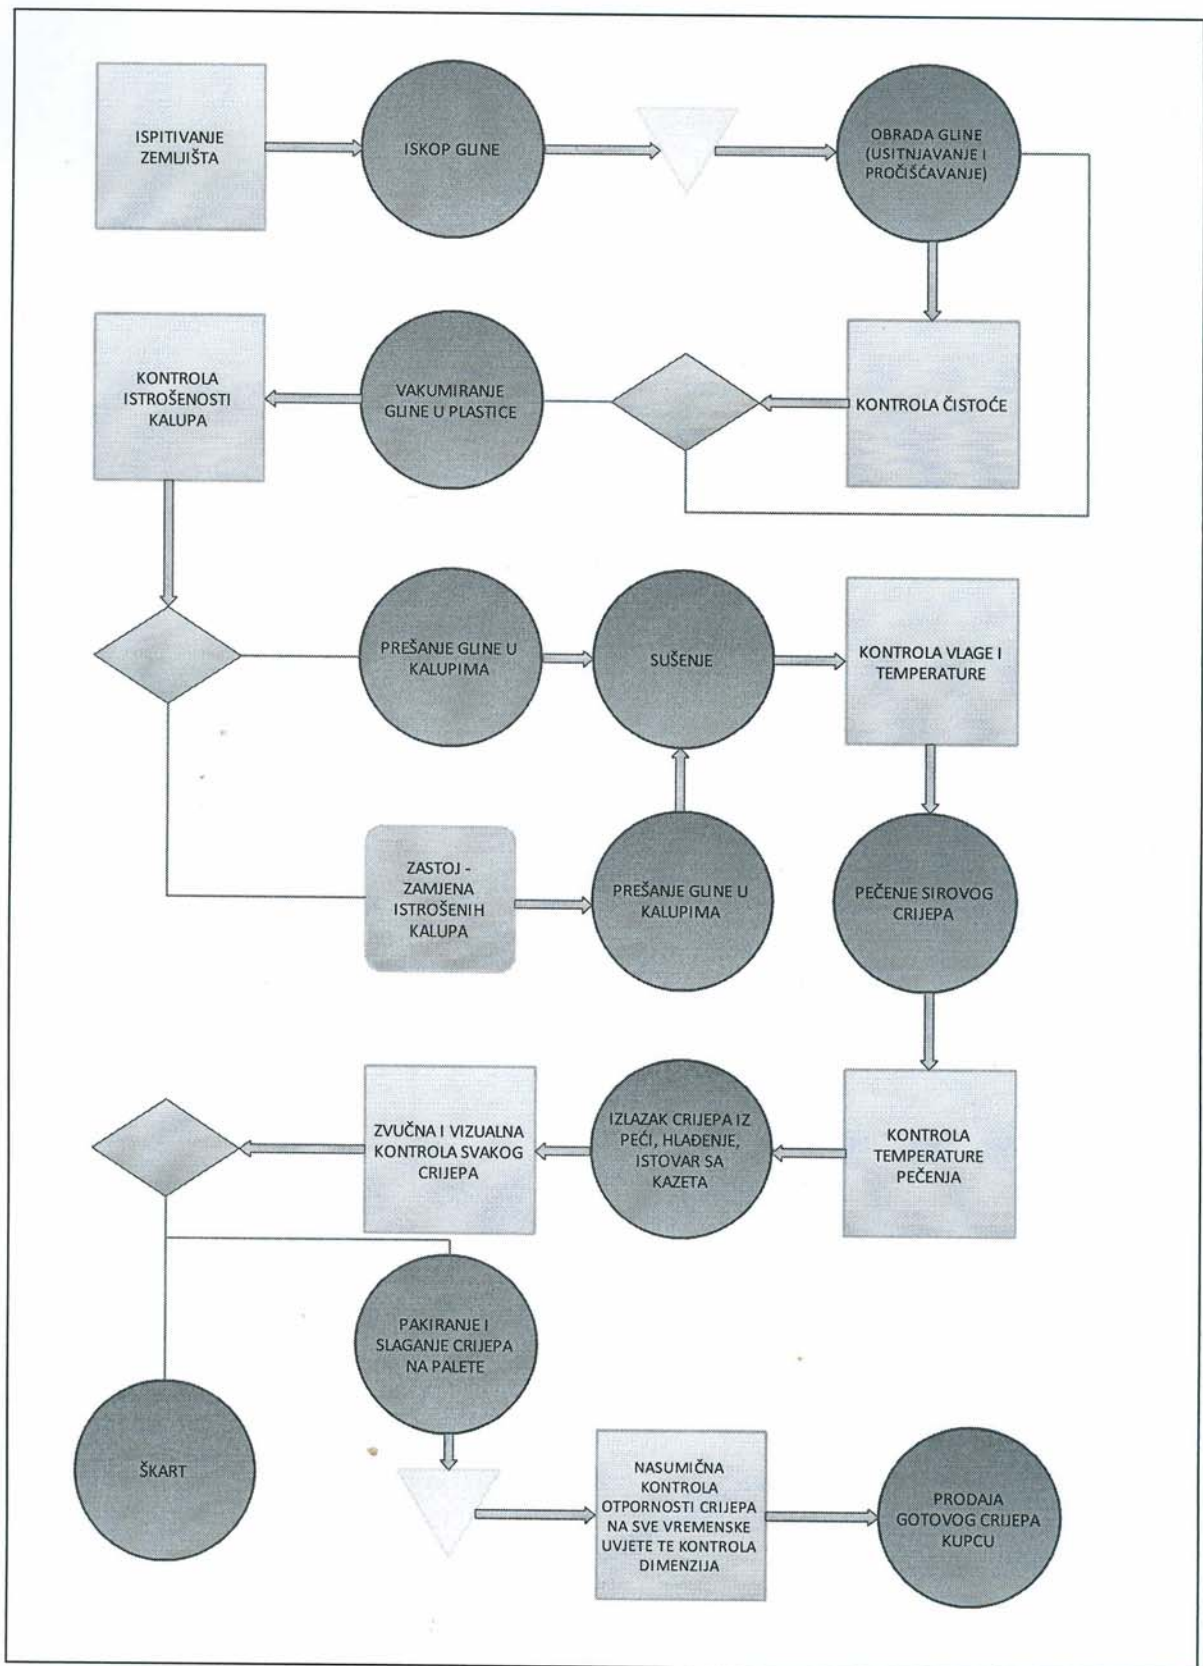 ISPITIVANJE
ZEMLJIŠTA
ISKOP GLINE
OBRADA GLINE
(USITNJAVANJE I
PROČIŠĆAVANJE)
KONTROLA
ISTROŠENOSTI
KALUPA
VAKUMIRANJE
GLINE U PLASTICE
KONTROLA ČISTOĆE
PREŠANJE GLINE U
KALUPIMA
SUŠENJE
KONTROLA VLAGE I
TEMPERATURE
ZASTOJ -
ZAMJENA
ISTROŠENIH
KALUPA
PREŠANJE GLINE U
KALUPIMA
PEČENJE SIROVOG
CRIJEPA
ZVUČNA I VIZUALNA
KONTROLA SVAKOG
CRIJEPA
IZLAZAK CRIJEPA IZ
PEĆI, HLAĐENJE,
ISTOVAR SA
KAZETA
KONTROLA
TEMPERATURE
PEČENJA
PAKIRANJE I
SLAGANJE CRIJEPA
NA PALETE
ŠKART
NASUMIČNA
KONTROLA
OTPORNOSTI CRIJEPA
NA SVE VREMENSKE
UVJETE TE KONTROLA
DIMENZIJA
PRODAJA
GOTOVOG CRIJEPA
KUPCU